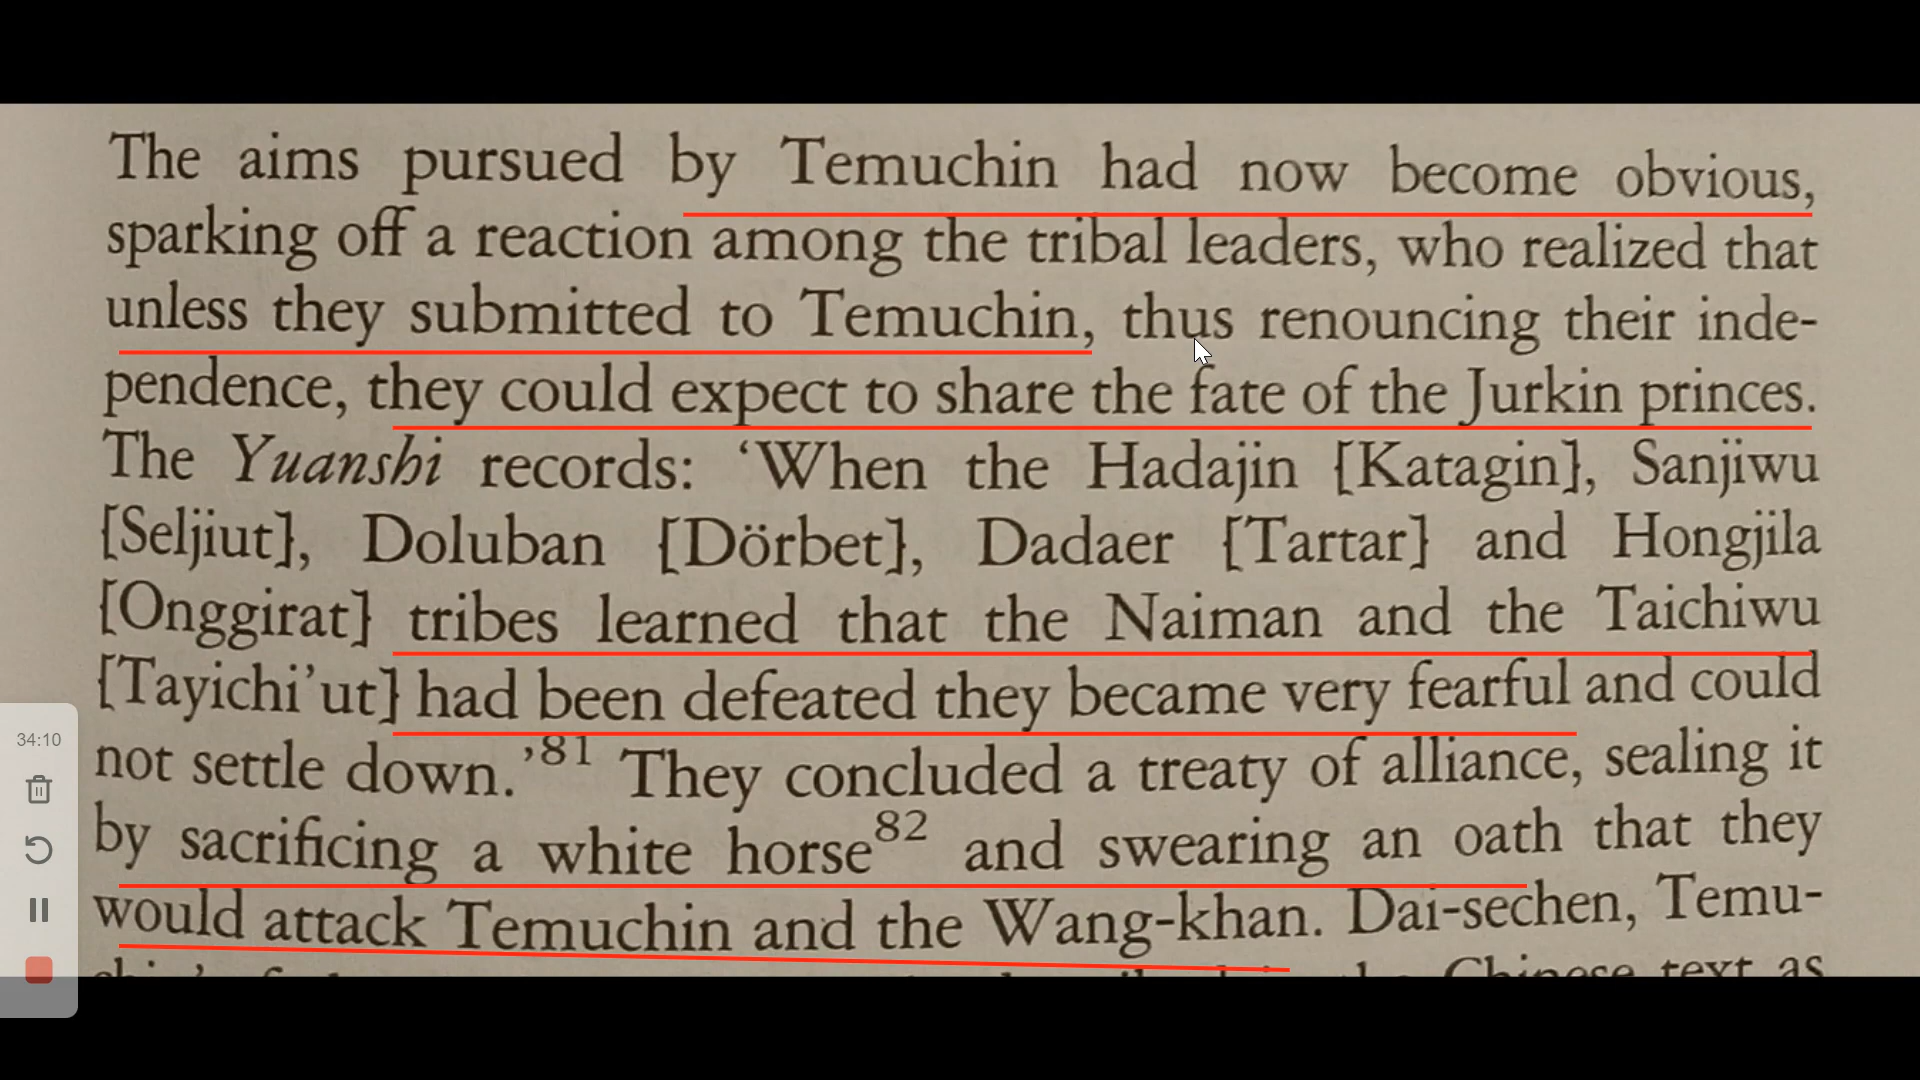 The aims pursued by Temuchin had now become obvious,
sparking off a reaction among the tribal leaders, who realized that
unless they submitted to Temuchin, thus renouncing their inde-
pendence, they could expect to share the fate of the Jurkin princes.
The Yuanshi records: ‘When the Hadajin [Katagin], Sanjiwu
[Seljiut], Doluban [Dörbet], Dadaer [Tartar] and Hongjila
[Onggirat] tribes learned that the Naiman and the Taichiwu
[Tayichi’ut] had been defeated they became very fearful and could
not settle down.’81 They concluded a treaty of alliance, sealing it
by sacrificing a white horse82 and swearing an oath that they
would attack Temuchin and the Wang-khan. Dai-sechen, Temu-
Chinese text as
34:10